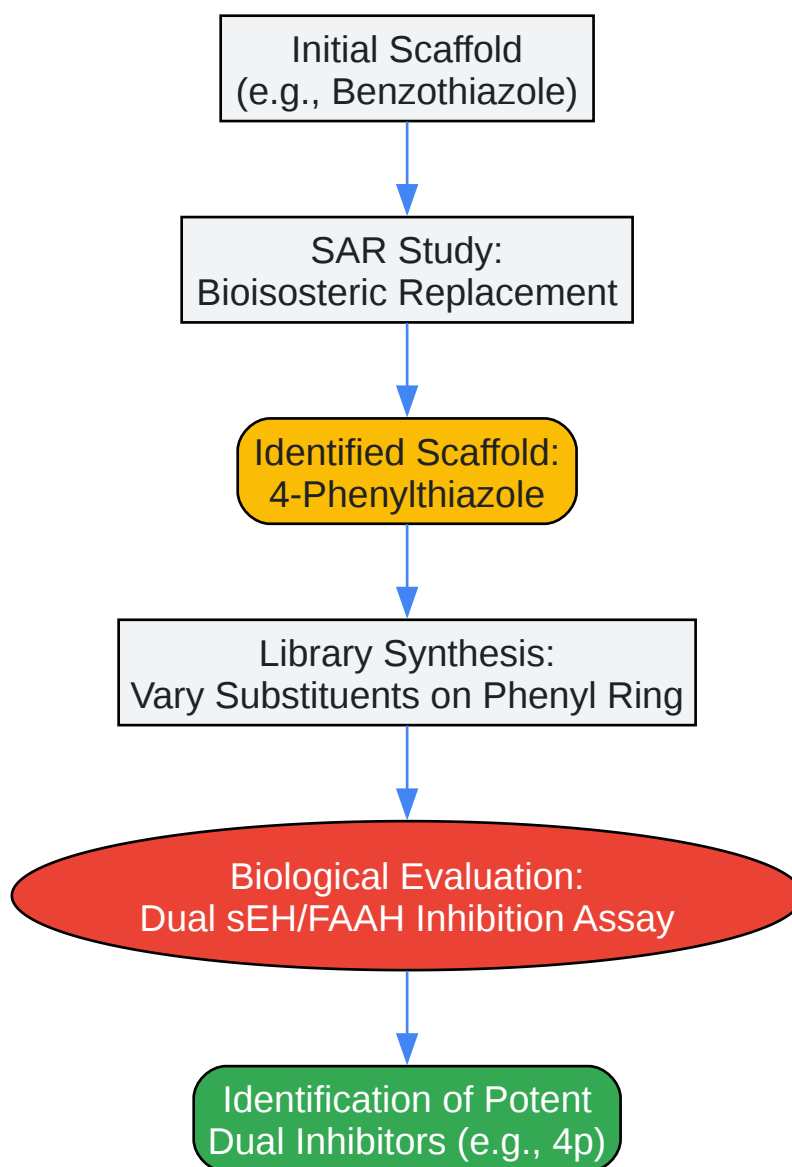 Initial Scaffold
(e.g., Benzothiazole)
SAR Study:
Bioisosteric Replacement
Identified Scaffold:
4-Phenylthiazole
Library Synthesis:
Vary Substituents on Phenyl Ring
Biological Evaluation:
Dual sEH/FAAH Inhibition Assay
Identification of Potent
Dual Inhibitors (e.g., 4p)